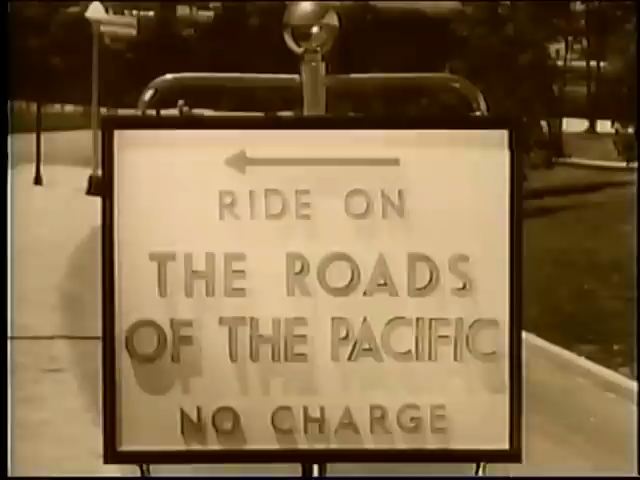 RIDE ON
THE ROADS
OF THE PACIFIC
NO CHARGE